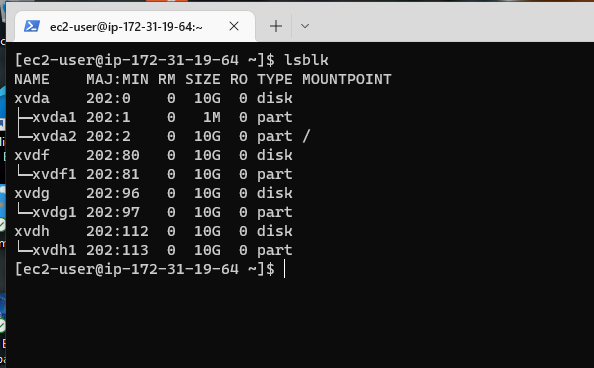 ec2-user@ip-172-31-19-64:~
[ec2-user@ip-172-31-19-64 ~]$ lsblk
NAME    MAJ:MIN RM SIZE RO TYPE MOUNTPOINT
xvda    202:0    0  10G  0 disk
├─xvda1 202:1    0   1M  0 part
└─xvda2 202:2    0  10G  0 part /
xvdf    202:80   0  10G  0 disk
└─xvdf1 202:81   0  10G  0 part
xvdg    202:96   0  10G  0 disk
└─xvdg1 202:97   0  10G  0 part
xvdh    202:112  0  10G  0 disk
└─xvdh1 202:113  0  10G  0 part
[ec2-user@ip-172-31-19-64 ~]$